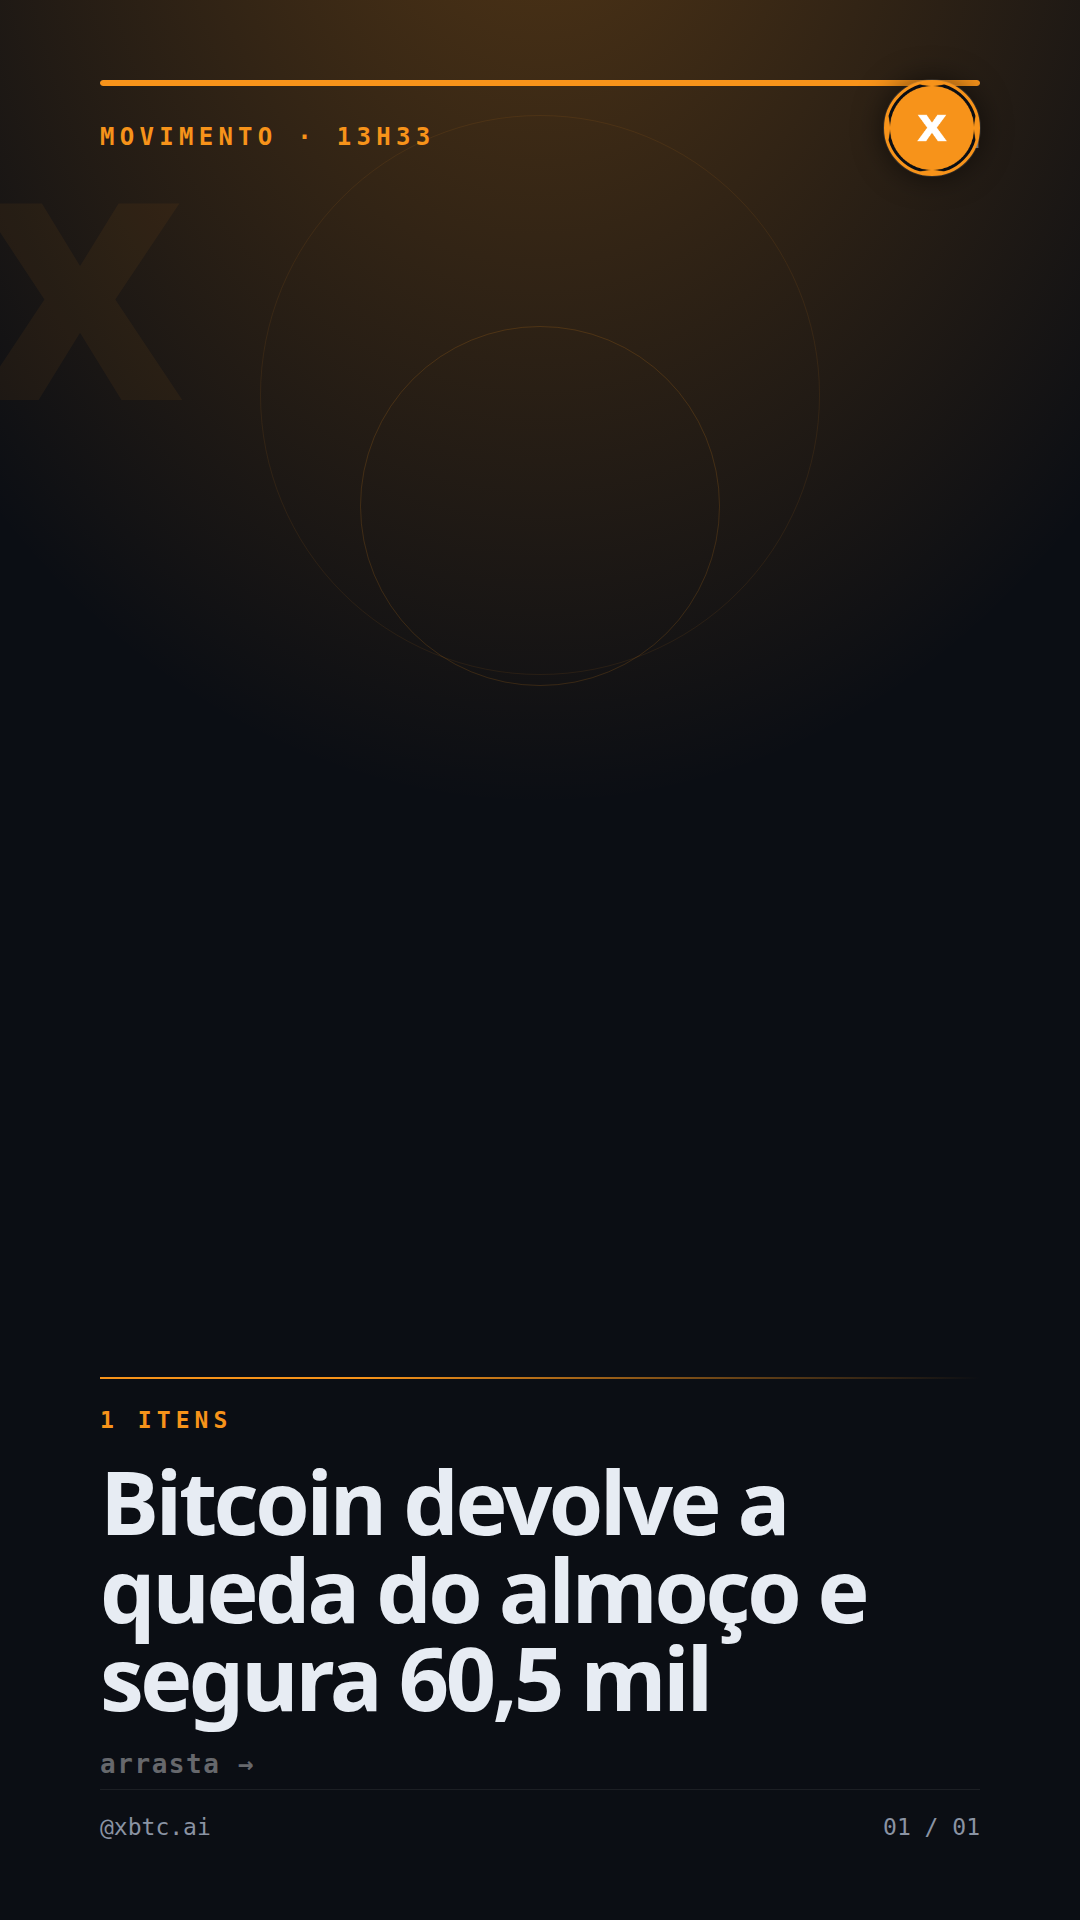 MOVIMENTO · 13H33
X
X
1 ITENS
Bitcoin devolve a
queda do almoço e
segura 60,5 mil
arrasta →
@xbtc.ai
01 / 01